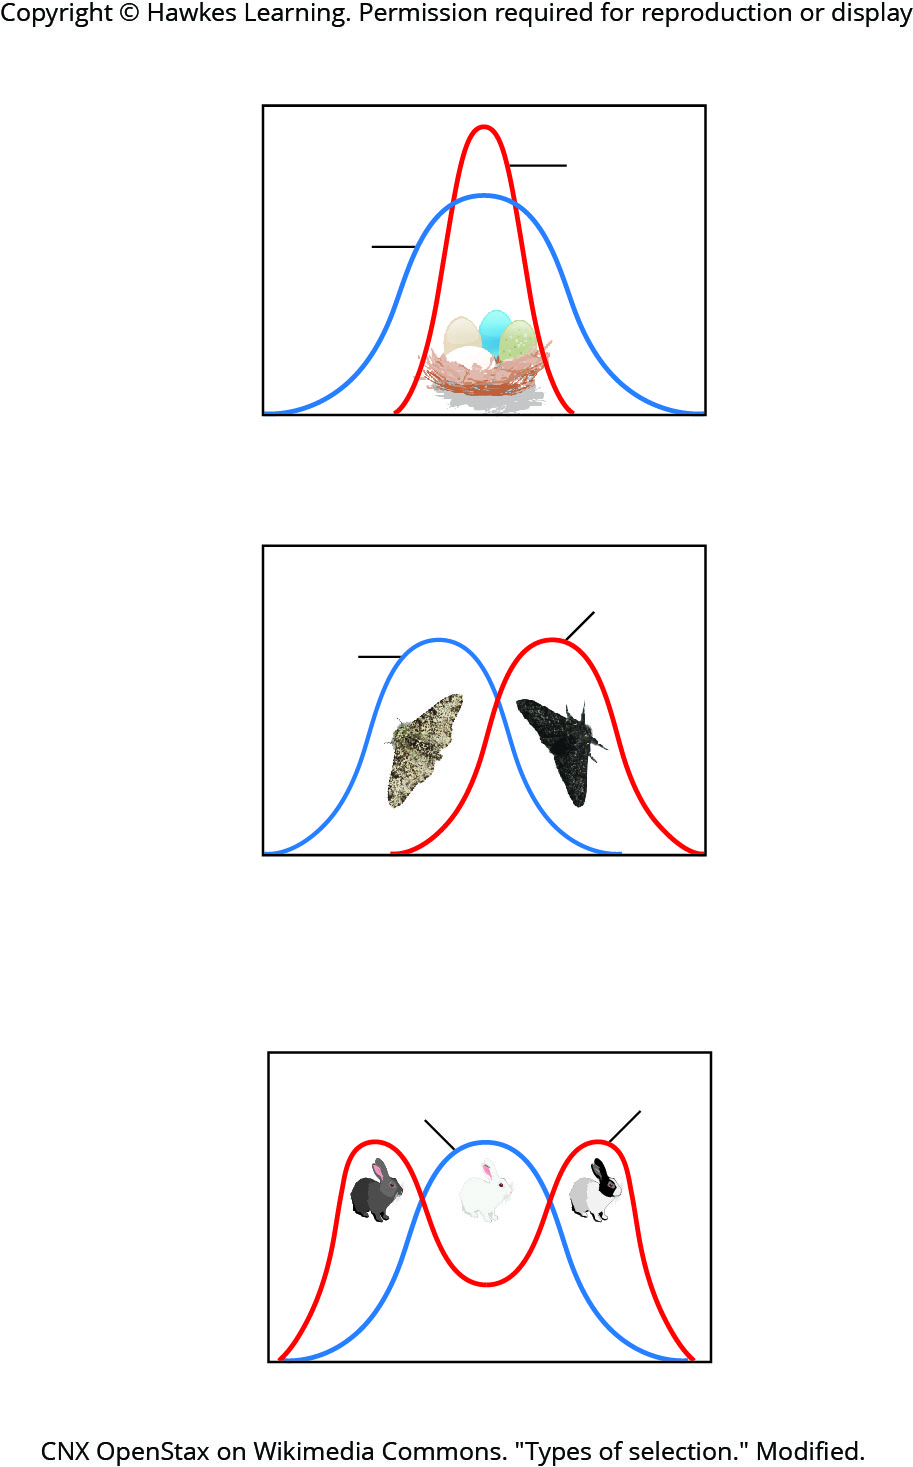 Copyright © Hawkes Learning. Permission required for reproduction or display
CNX OpenStax on Wikimedia Commons. "Types of selection." Modified.